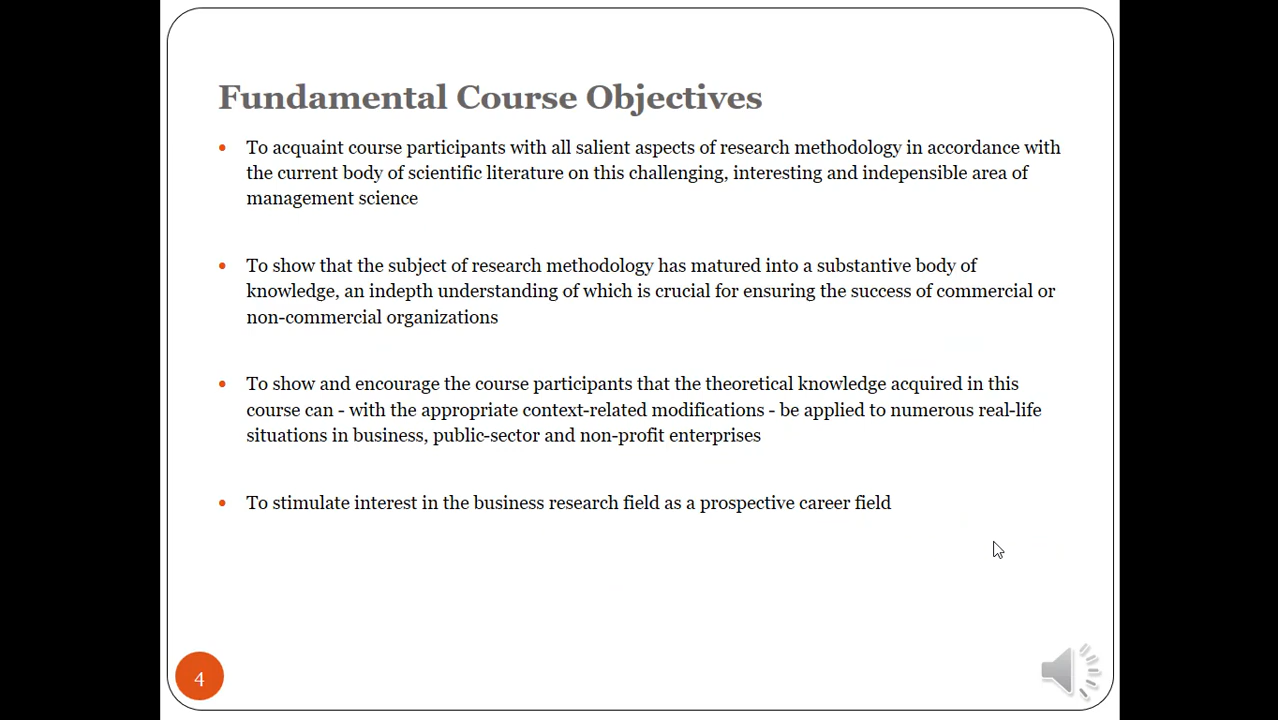 Fundamental Course Objectives
• To acquaint course participants with all salient aspects of research methodology in accordance with
the current body of scientific literature on this challenging, interesting and indepensible area of
management science
• To show that the subject of research methodology has matured into a substantive body of
knowledge, an indepth understanding of which is crucial for ensuring the success of commercial or
non-commercial organizations
• To show and encourage the course participants that the theoretical knowledge acquired in this
course can - with the appropriate context-related modifications - be applied to numerous real-life
situations in business, public-sector and non-profit enterprises
• To stimulate interest in the business research field as a prospective career field
4